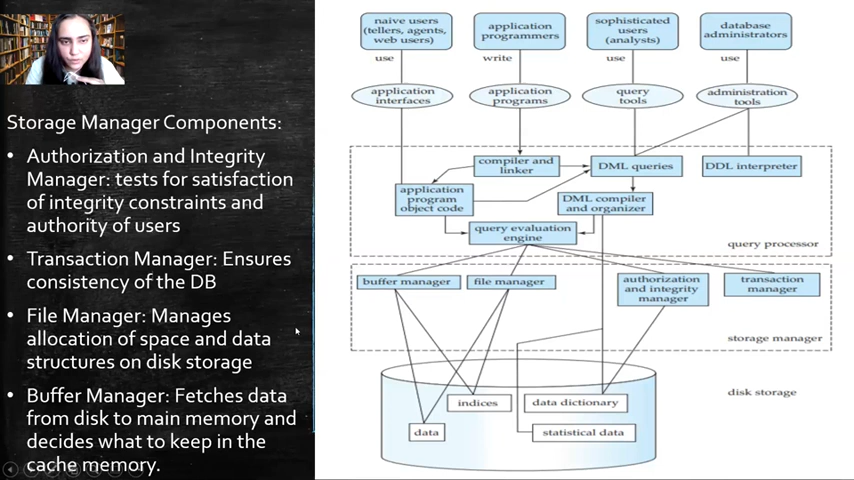 Storage Manager Components:
• Authorization and Integrity
Manager: tests for satisfaction
of integrity constraints and
authority of users
• Transaction Manager: Ensures
consistency of the DB
• File Manager: Manages
allocation of space and data
structures on disk storage
• Buffer Manager: Fetches data
from disk to main memory and
decides what to keep in the
cache memory.
naive users
(tellers, agents,
web users)
application
programmers
sophisticated
users
(analysts)
database
administrators
use
write
use
use
application
interfaces
application
programs
query
tools
administration
tools
compiler and
linker
DML queries
DDL interpreter
application
program
object code
DML compiler
and organizer
query evaluation
engine
query processor
buffer manager
file manager
authorization
and integrity
manager
transaction
manager
storage manager
disk storage
indices
data dictionary
data
statistical data